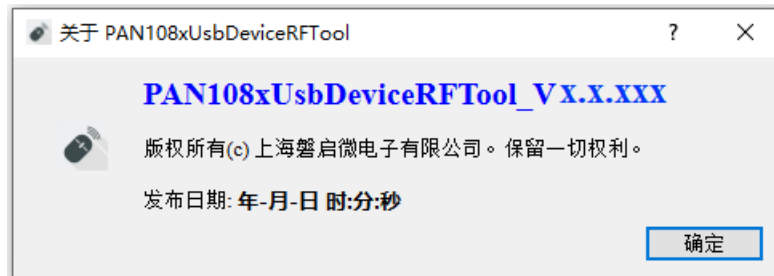 关于 PAN108xUsbDeviceRFTool
PAN108xUsbDeviceRFTool_VX.X.XXX
版权所有(c) 上海磐启微电子有限公司。保留一切权利。
发布日期: 年-月-日 时:分:秒
确定